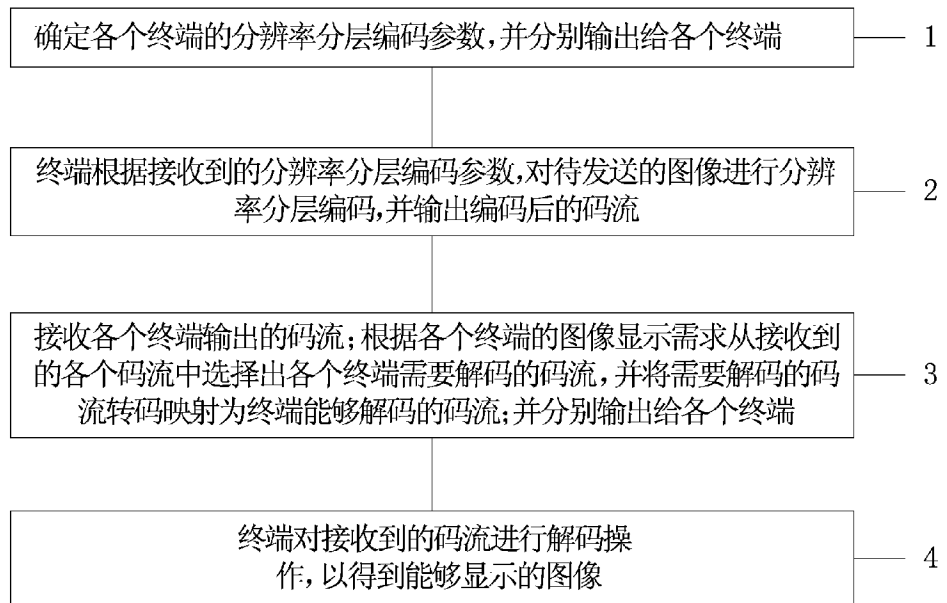 确定各个终端的分辨率分层编码参数,并分别输出给各个终端
1
终端根据接收到的分辨率分层编码参数,对待发送的图像进行分辨
率分层编码,并输出编码后的码流
2
接收各个终端输出的码流;根据各个终端的图像显示需求从接收到
的各个码流中选择出各个终端需要解码的码流,并将需要解码的码
流转码映射为终端能够解码的码流;并分别输出给各个终端
3
终端对接收到的码流进行解码操
作,以得到能够显示的图像
4